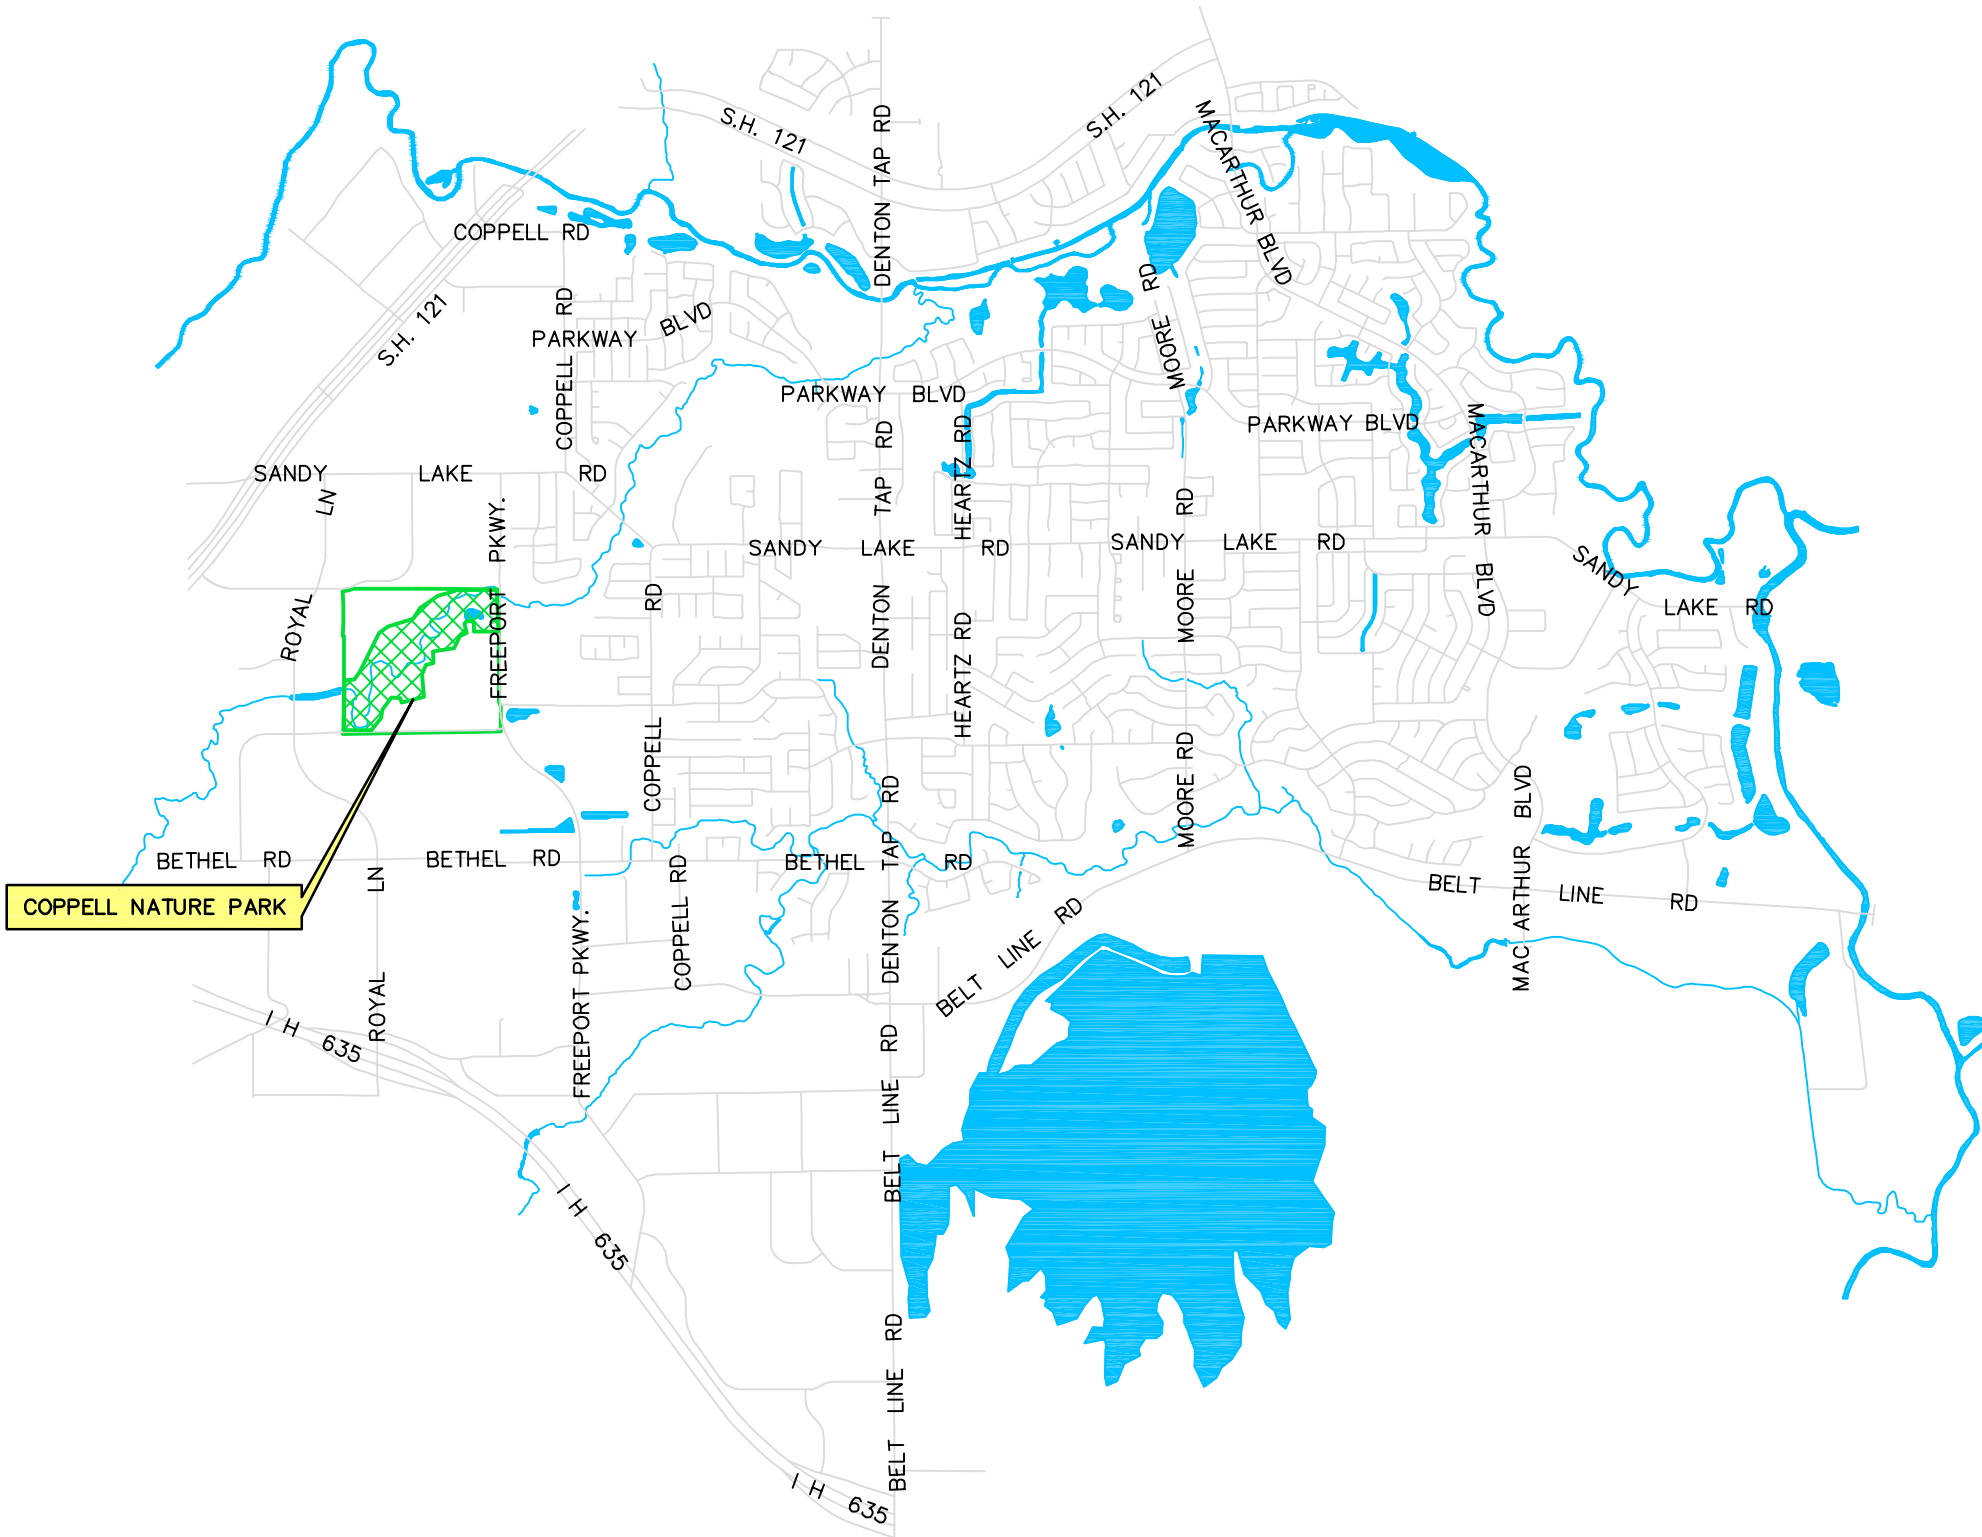 S.H. 121
S.H. 121
DENTON TAP RD
MACARTHUR BLVD
COPPELL RD
S.H. 121
COPPELL RD
PARKWAY BLVD
MOORE RD
PARKWAY BLVD
PARKWAY BLVD
HEARTZ RD
DENTON TAP RD
MACARTHUR BLVD
SANDY LAKE RD
ROYAL LN
FREEPORT PKWY.
SANDY LAKE RD
SANDY LAKE RD
SANDY LAKE RD
MOORE RD
HEARTZ RD
COPPELL RD
MOORE RD
MAC ARTHUR BLVD
BETHEL RD
BETHEL RD
BETHEL RD
DENTON TAP RD
COPPELL RD
ROYAL LN
FREEPORT PKWY.
COPPELL NATURE PARK
BELT LINE RD
BELT LINE RD
I H 635
BELT LINE RD
I H 635
BELT LINE RD
I H 635